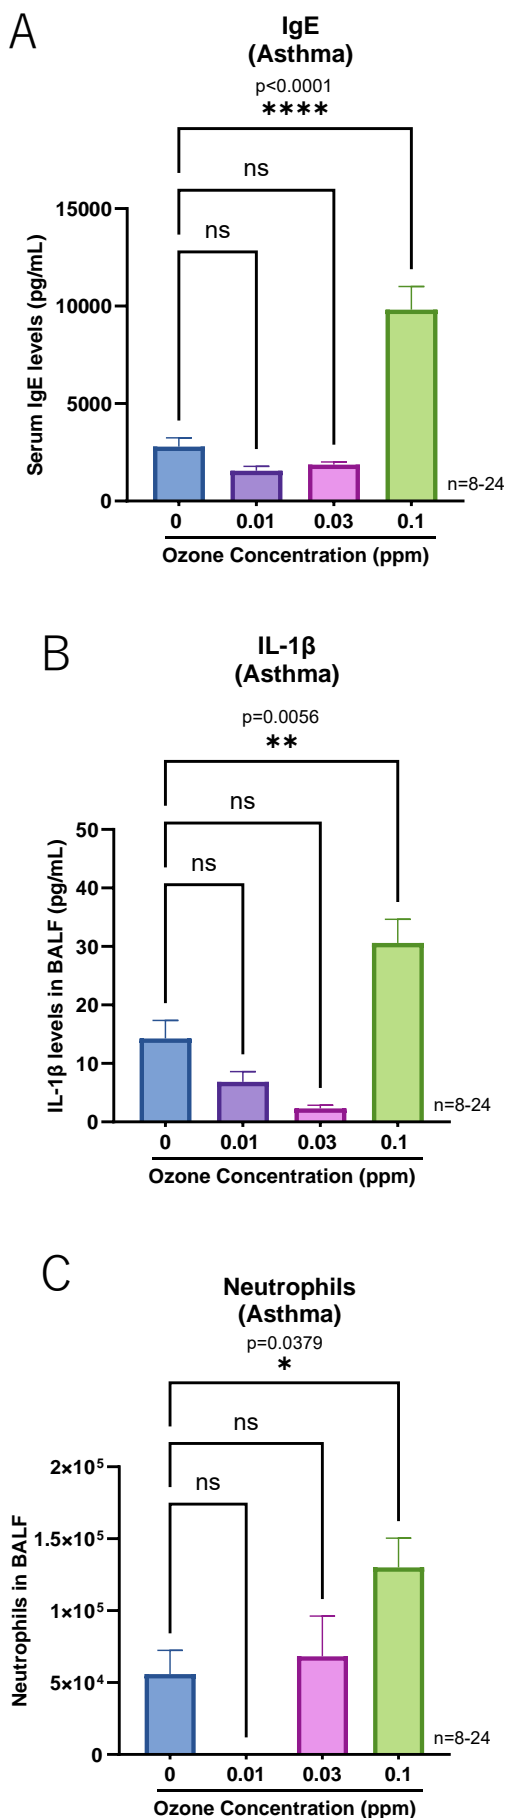 A
IgE
(Asthma)
p<0.0001
****
ns
ns
Serum IgE levels (pg/mL)
15000
10000
5000
0
n=8-24
0 0.01 0.03 0.1
Ozone Concentration (ppm)
B
IL-1β
(Asthma)
p=0.0056
**
ns
ns
IL-1β levels in BALF (pg/mL)
50
40
30
20
10
0
n=8-24
0 0.01 0.03 0.1
Ozone Concentration (ppm)
C
Neutrophils
(Asthma)
p=0.0379
*
ns
ns
Neutrophils in BALF
2×10⁵
1.5×10⁵
1×10⁵
5×10⁴
0
n=8-24
0 0.01 0.03 0.1
Ozone Concentration (ppm)